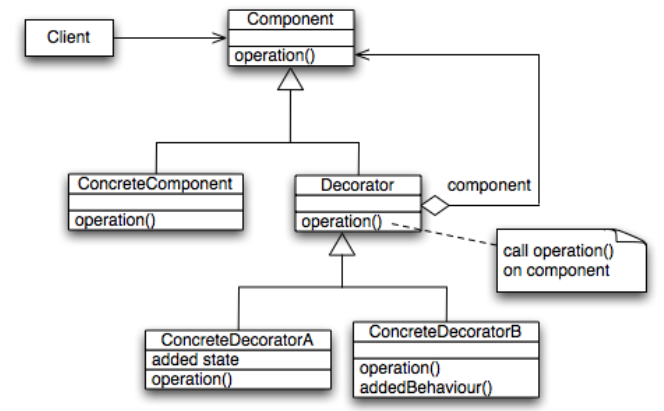 Component
Client
operation()
ConcreteComponent
operation()
Decorator
operation()
component
call operation()
on component
ConcreteDecoratorA
added state
operation()
ConcreteDecoratorB
operation()
addedBehaviour()